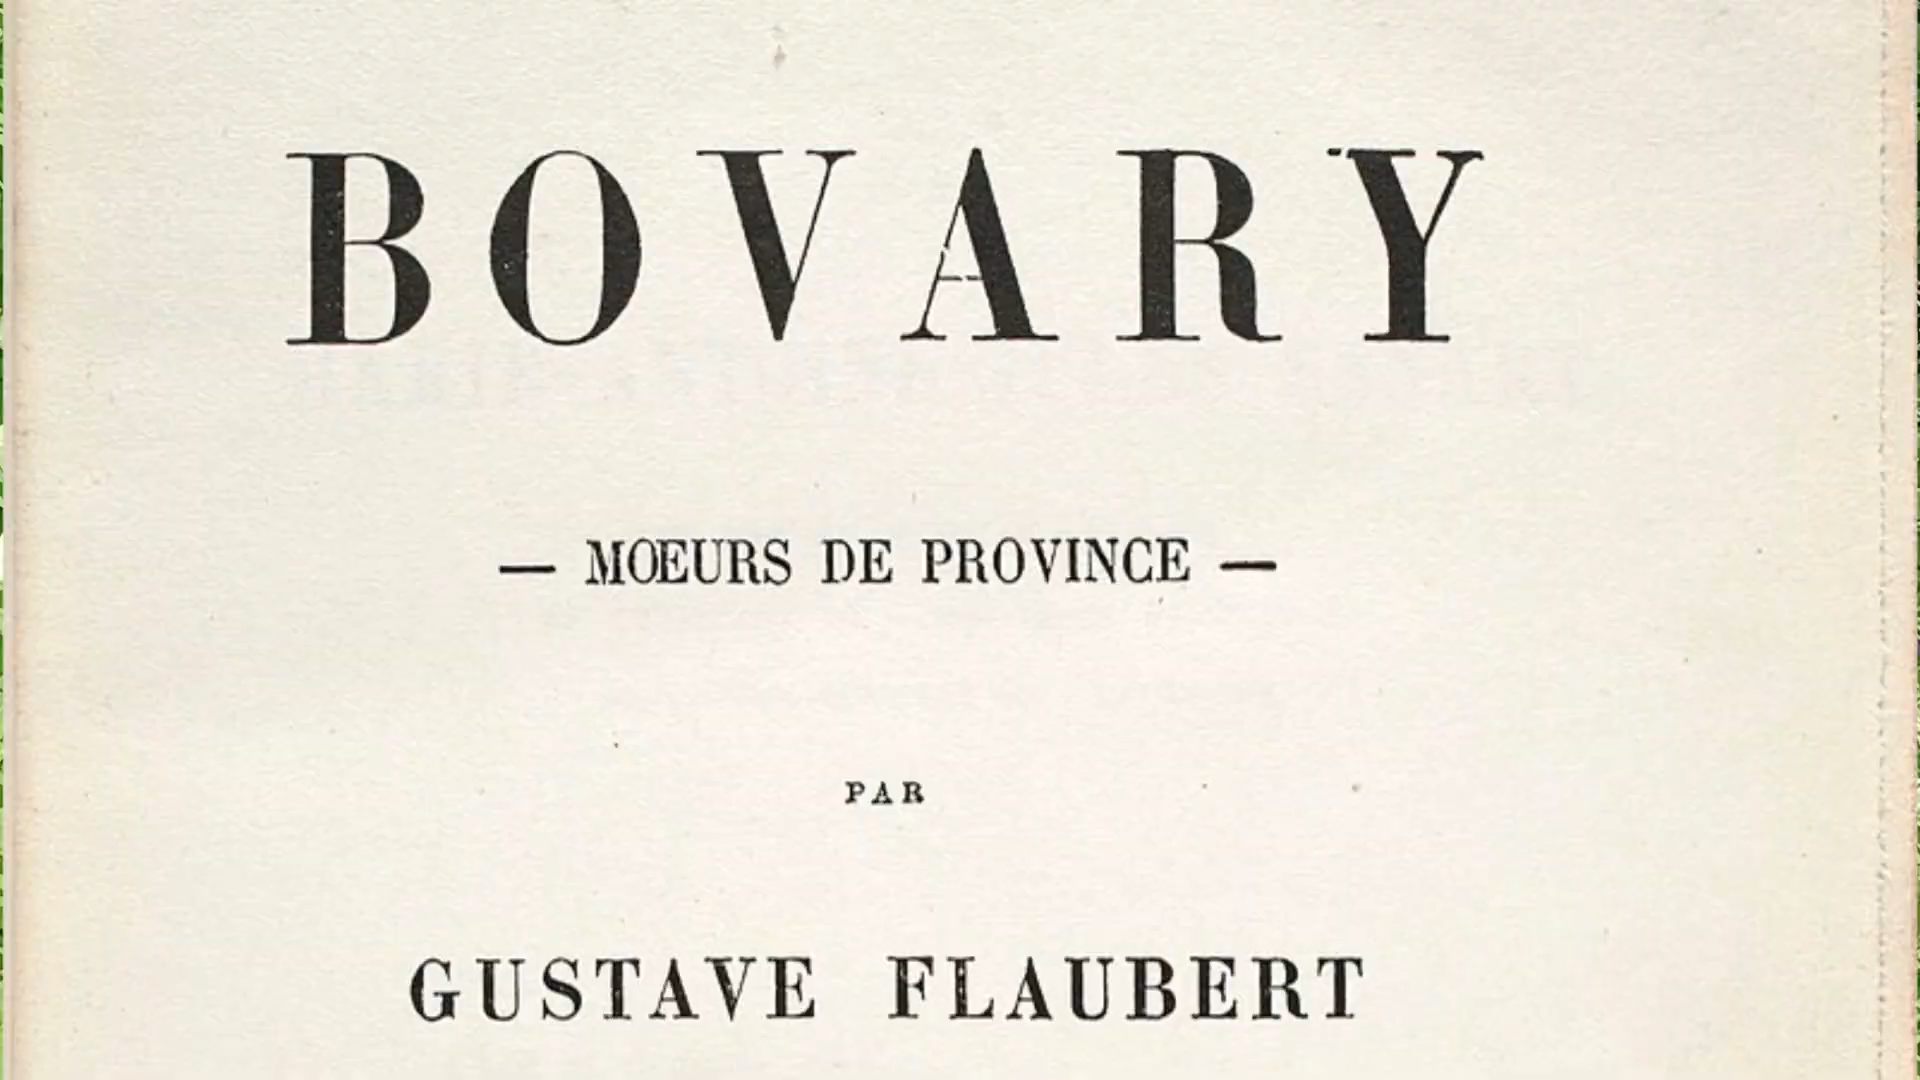 BOVARY
— MŒURS DE PROVINCE —
PAR
GUSTAVE FLAUBERT